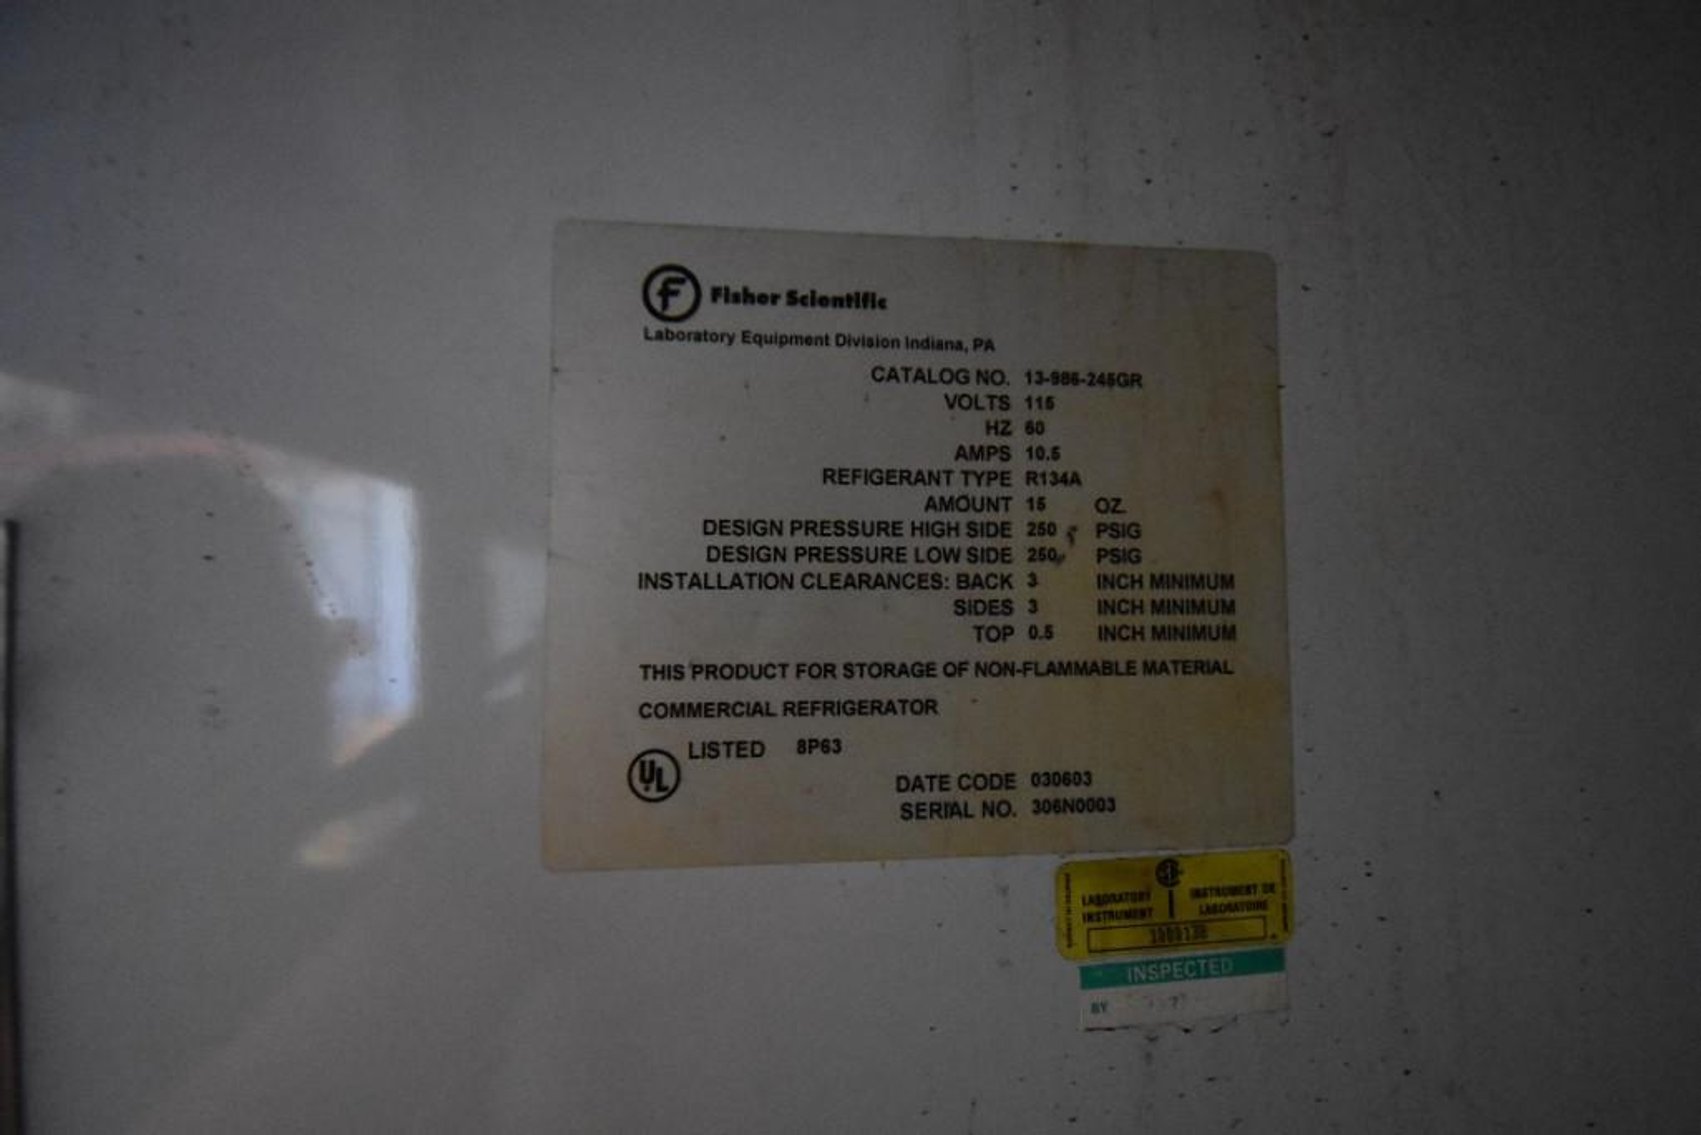 Fisher Scientific
Laboratory Equipment Division Indiana, PA
CATALOG NO. 13-986-245GR
VOLTS 115
HZ 60
AMPS 10.5
REFIGERANT TYPE R134A
AMOUNT 15 OZ.
DESIGN PRESSURE HIGH SIDE 250 PSIG
DESIGN PRESSURE LOW SIDE 250 PSIG
INSTALLATION CLEARANCES: BACK 3 INCH MINIMUM
SIDES 3 INCH MINIMUM
TOP 0.5 INCH MINIMUM
THIS PRODUCT FOR STORAGE OF NON-FLAMMABLE MATERIAL
COMMERCIAL REFRIGERATOR
UL LISTED 8P63
DATE CODE 030603
SERIAL NO. 306N0003
LABORATORY INSTRUMENT DE
INSTRUMENT LABORATOIRE
INSPECTED
BY